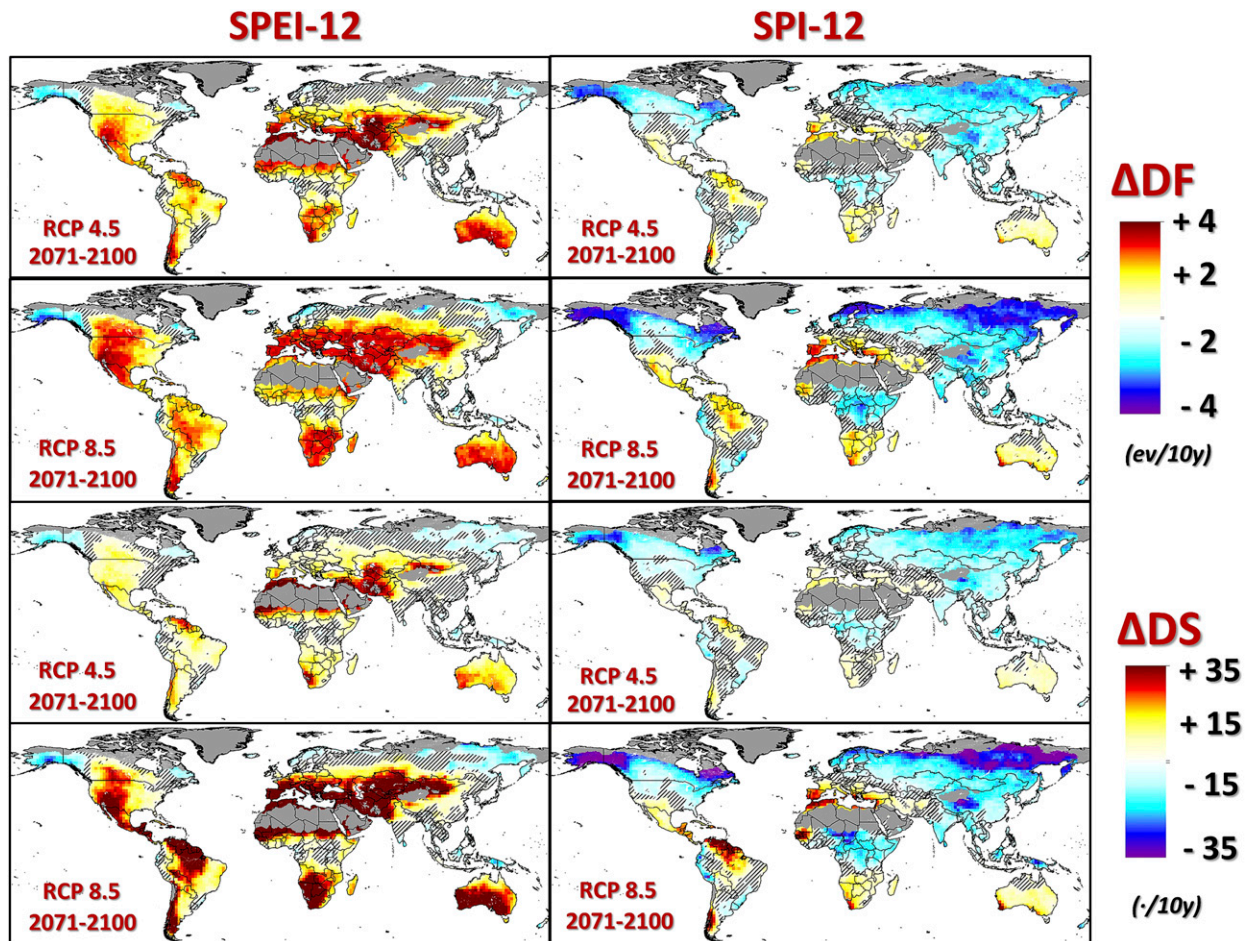 SPEI-12
SPI-12
RCP 4.5
2071-2100
RCP 4.5
2071-2100
RCP 8.5
2071-2100
RCP 8.5
2071-2100
ΔDF
+ 4
+ 2
- 2
- 4
(ev/10y)
RCP 4.5
2071-2100
RCP 4.5
2071-2100
RCP 8.5
2071-2100
RCP 8.5
2071-2100
ΔDS
+ 35
+ 15
- 15
- 35
(·/10y)